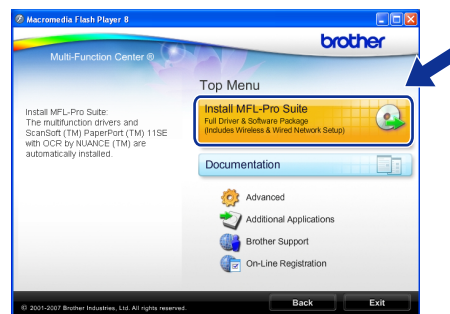 Macromedia Flash Player 8
brother
Multi-Function Center ®
Top Menu
Install MFL-Pro Suite
Full Driver & Software Package
(Includes Wireless & Wired Network Setup)
Install MFL-Pro Suite:
The multifunction drivers and
ScanSoft (TM) PaperPort (TM) 11SE
with OCR by NUANCE (TM) are
automatically installed.
Documentation
Advanced
Additional Applications
Brother Support
On-Line Registration
© 2001-2007 Brother Industries, Ltd. All rights reserved.
Back
Exit